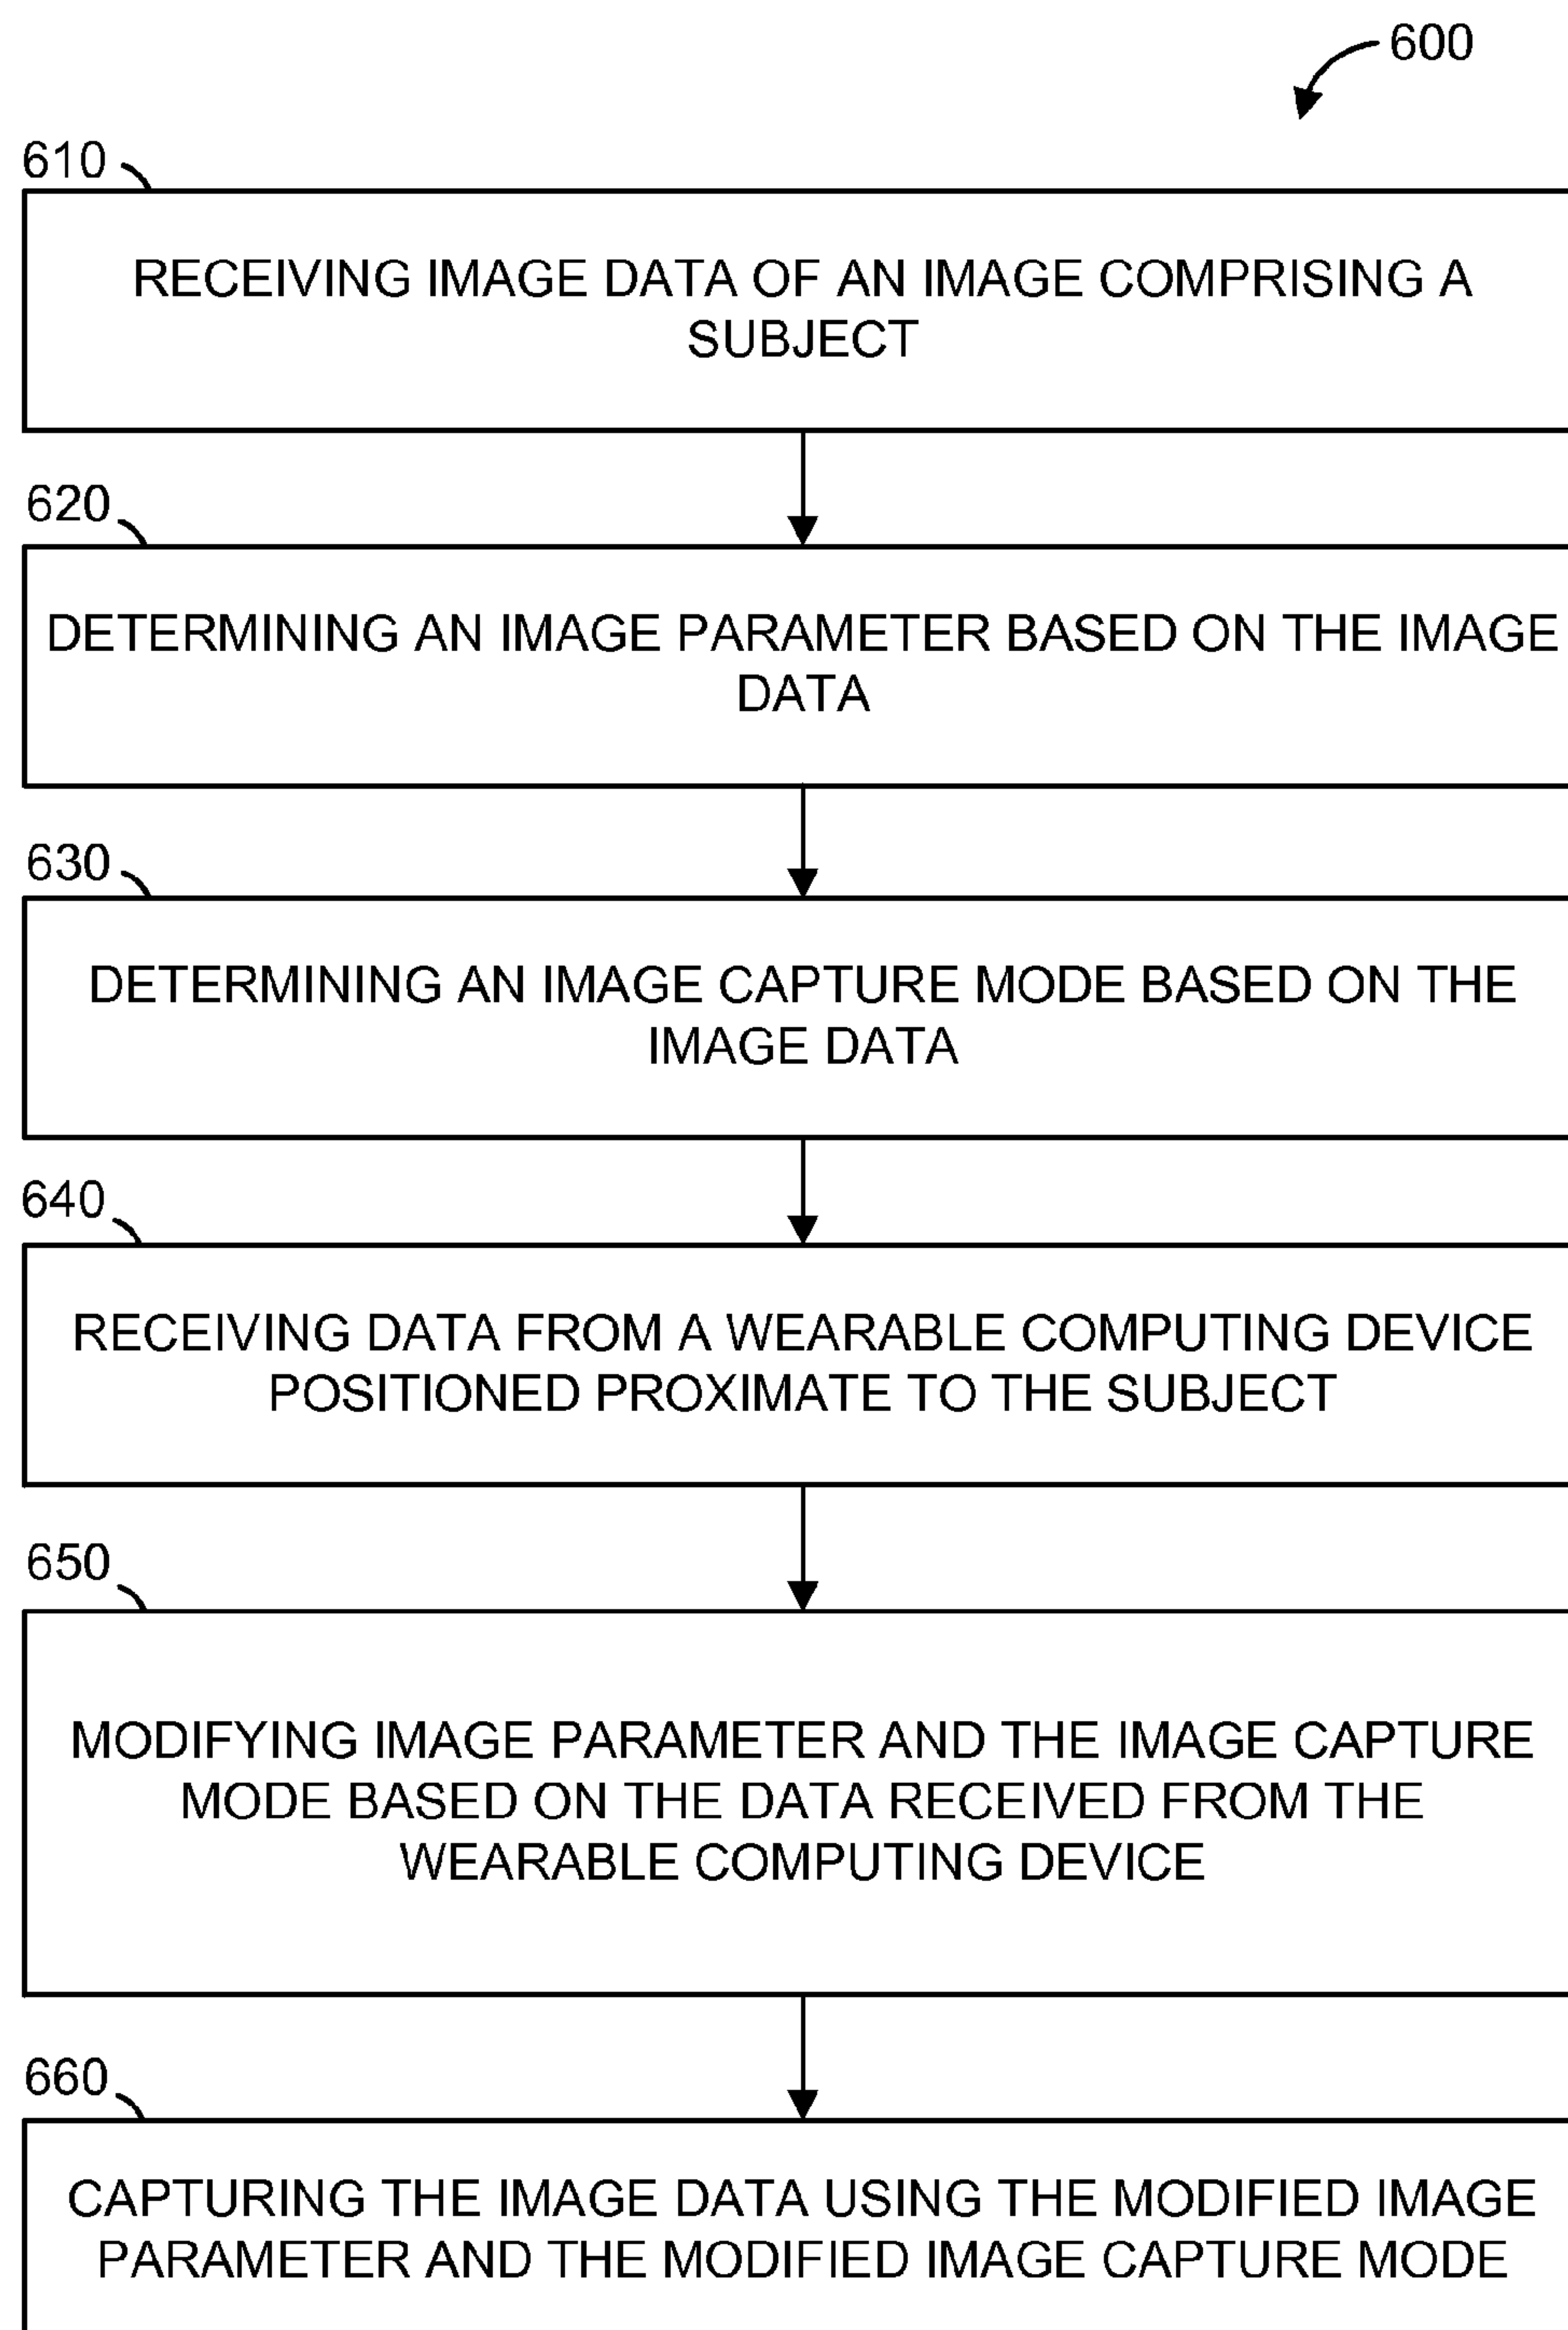 600
610
RECEIVING IMAGE DATA OF AN IMAGE COMPRISING A
SUBJECT
620
DETERMINING AN IMAGE PARAMETER BASED ON THE IMAGE
DATA
630
DETERMINING AN IMAGE CAPTURE MODE BASED ON THE
IMAGE DATA
640
RECEIVING DATA FROM A WEARABLE COMPUTING DEVICE
POSITIONED PROXIMATE TO THE SUBJECT
650
MODIFYING IMAGE PARAMETER AND THE IMAGE CAPTURE
MODE BASED ON THE DATA RECEIVED FROM THE
WEARABLE COMPUTING DEVICE
660
CAPTURING THE IMAGE DATA USING THE MODIFIED IMAGE
PARAMETER AND THE MODIFIED IMAGE CAPTURE MODE